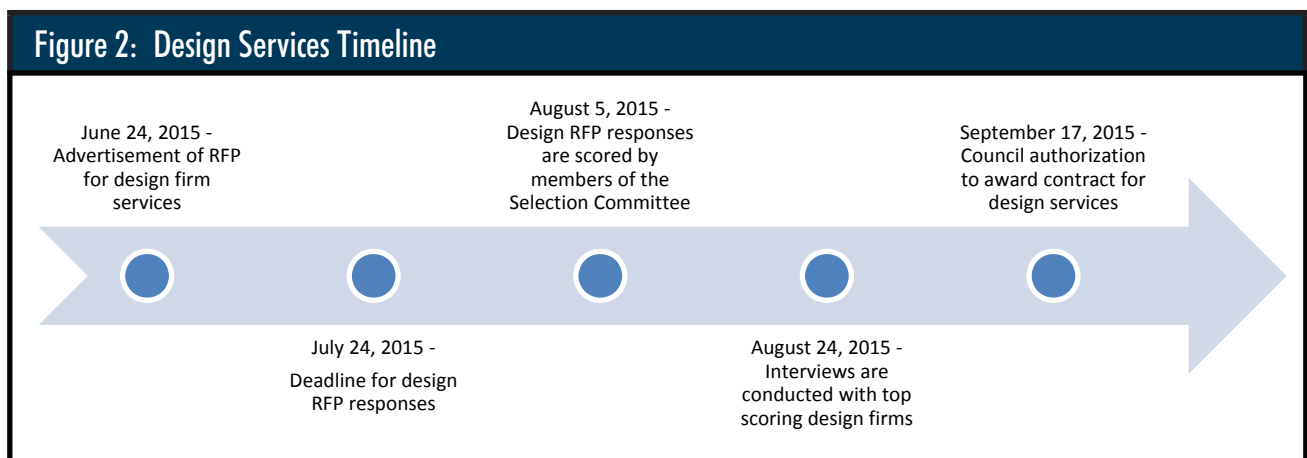 Figure 2: Design Services Timeline
June 24, 2015 -
Advertisement of RFP
for design firm
services
July 24, 2015 -
Deadline for design
RFP responses
August 5, 2015 -
Design RFP responses
are scored by
members of the
Selection Committee
August 24, 2015 -
Interviews are
conducted with top
scoring design firms
September 17, 2015 -
Council authorization
to award contract for
design services